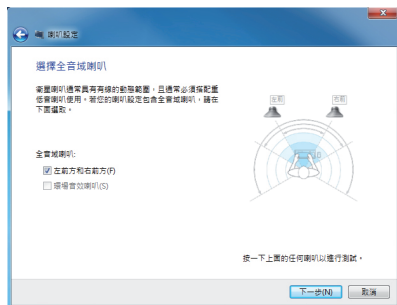 喇叭設定
選擇全音域喇叭
衛星喇叭通常具有有線的動態範圍，且通常必須搭配重
低音喇叭使用。若您的喇叭設定包含全音域喇叭，請在
下面選取。
左前
右前
全音域喇叭:
左前方和右前方(F)
環場音效喇叭(S)
按一下上面的任何喇叭以進行測試。
下一步(N)
取消